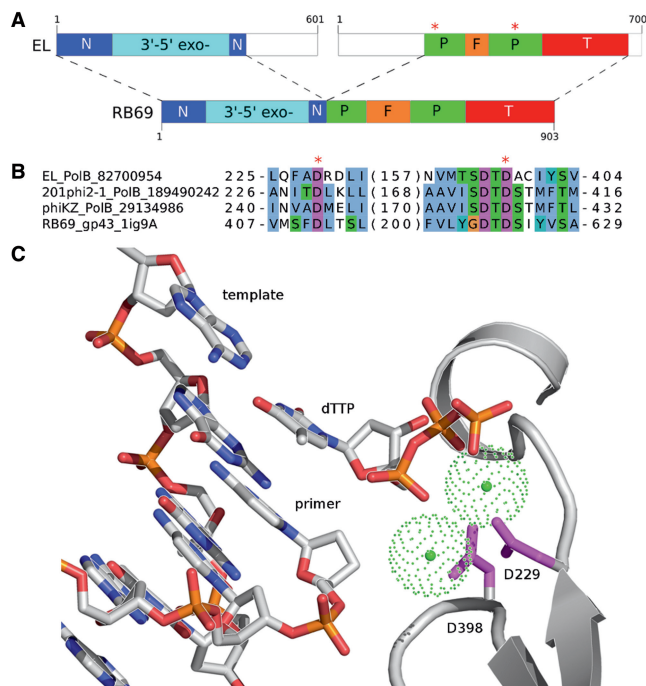 A
1 601 1 700
* *
EL N 3'-5' exo- N P F P T
RB69 N 3'-5' exo- N P F P T
1 903
B * *
EL_PolB_82700954 225 - LQFADRDLI (157) NVMTSDTDACIYSV - 404
201phi2-1_PolB_189490242 226 - ANITDLKLL (168) AAVISDTDSTMFTM - 416
phiKZ_PolB_29134986 240 - INVADMELI (170) AAVISDTDSTMFTL - 432
RB69_gp43_1ig9A 407 - VMSFDLTSL (200) FVLYGDTDSIYVSA - 629
C
template
dTTP
primer
D229
D398